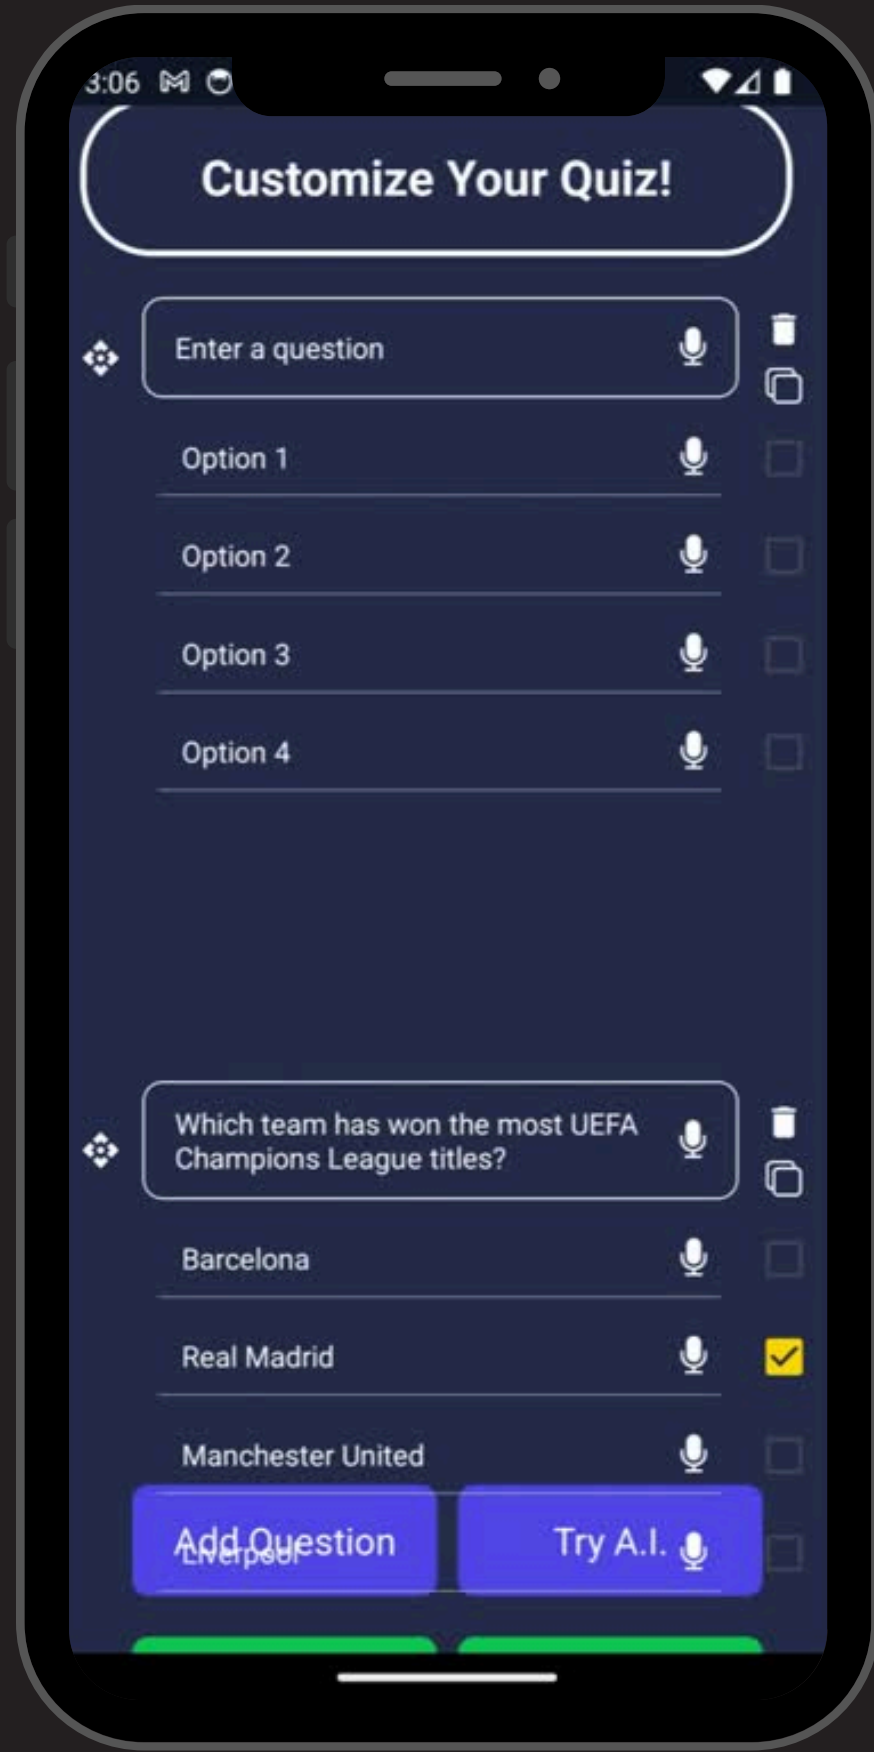 3:06
Customize Your Quiz!
Enter a question
Option 1
Option 2
Option 3
Option 4
Which team has won the most UEFA
Champions League titles?
Barcelona
Real Madrid
Manchester United
Liverpool
Add Question
Try A.I.